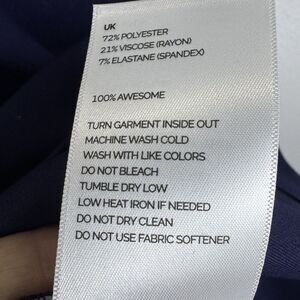 UK
72% POLYESTER
21% VISCOSE (RAYON)
7% ELASTANE (SPANDEX)
100% AWESOME
TURN GARMENT INSIDE OUT
MACHINE WASH COLD
WASH WITH LIKE COLORS
DO NOT BLEACH
TUMBLE DRY LOW
LOW HEAT IRON IF NEEDED
DO NOT DRY CLEAN
DO NOT USE FABRIC SOFTENER